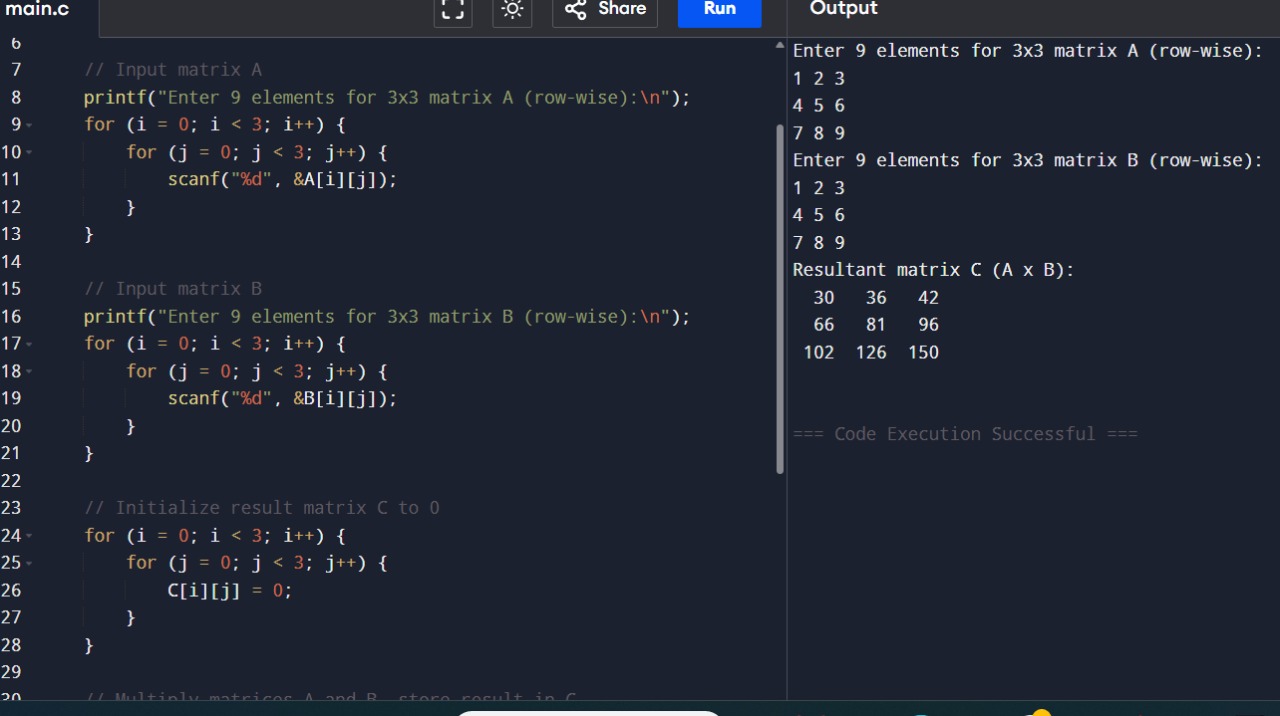 main.c
Share
Run
Output
6
7 // Input matrix A
8 printf("Enter 9 elements for 3x3 matrix A (row-wise):\n");
9 for (i = 0; i < 3; i++) {
10 for (j = 0; j < 3; j++) {
11 scanf("%d", &A[i][j]);
12 }
13 }
14
15 // Input matrix B
16 printf("Enter 9 elements for 3x3 matrix B (row-wise):\n");
17 for (i = 0; i < 3; i++) {
18 for (j = 0; j < 3; j++) {
19 scanf("%d", &B[i][j]);
20 }
21 }
22
23 // Initialize result matrix C to 0
24 for (i = 0; i < 3; i++) {
25 for (j = 0; j < 3; j++) {
26 C[i][j] = 0;
27 }
28 }
29
30 // Multiply matrices A and B, store result in C
Enter 9 elements for 3x3 matrix A (row-wise):
1 2 3
4 5 6
7 8 9
Enter 9 elements for 3x3 matrix B (row-wise):
1 2 3
4 5 6
7 8 9
Resultant matrix C (A x B):
30 36 42
66 81 96
102 126 150
=== Code Execution Successful ===